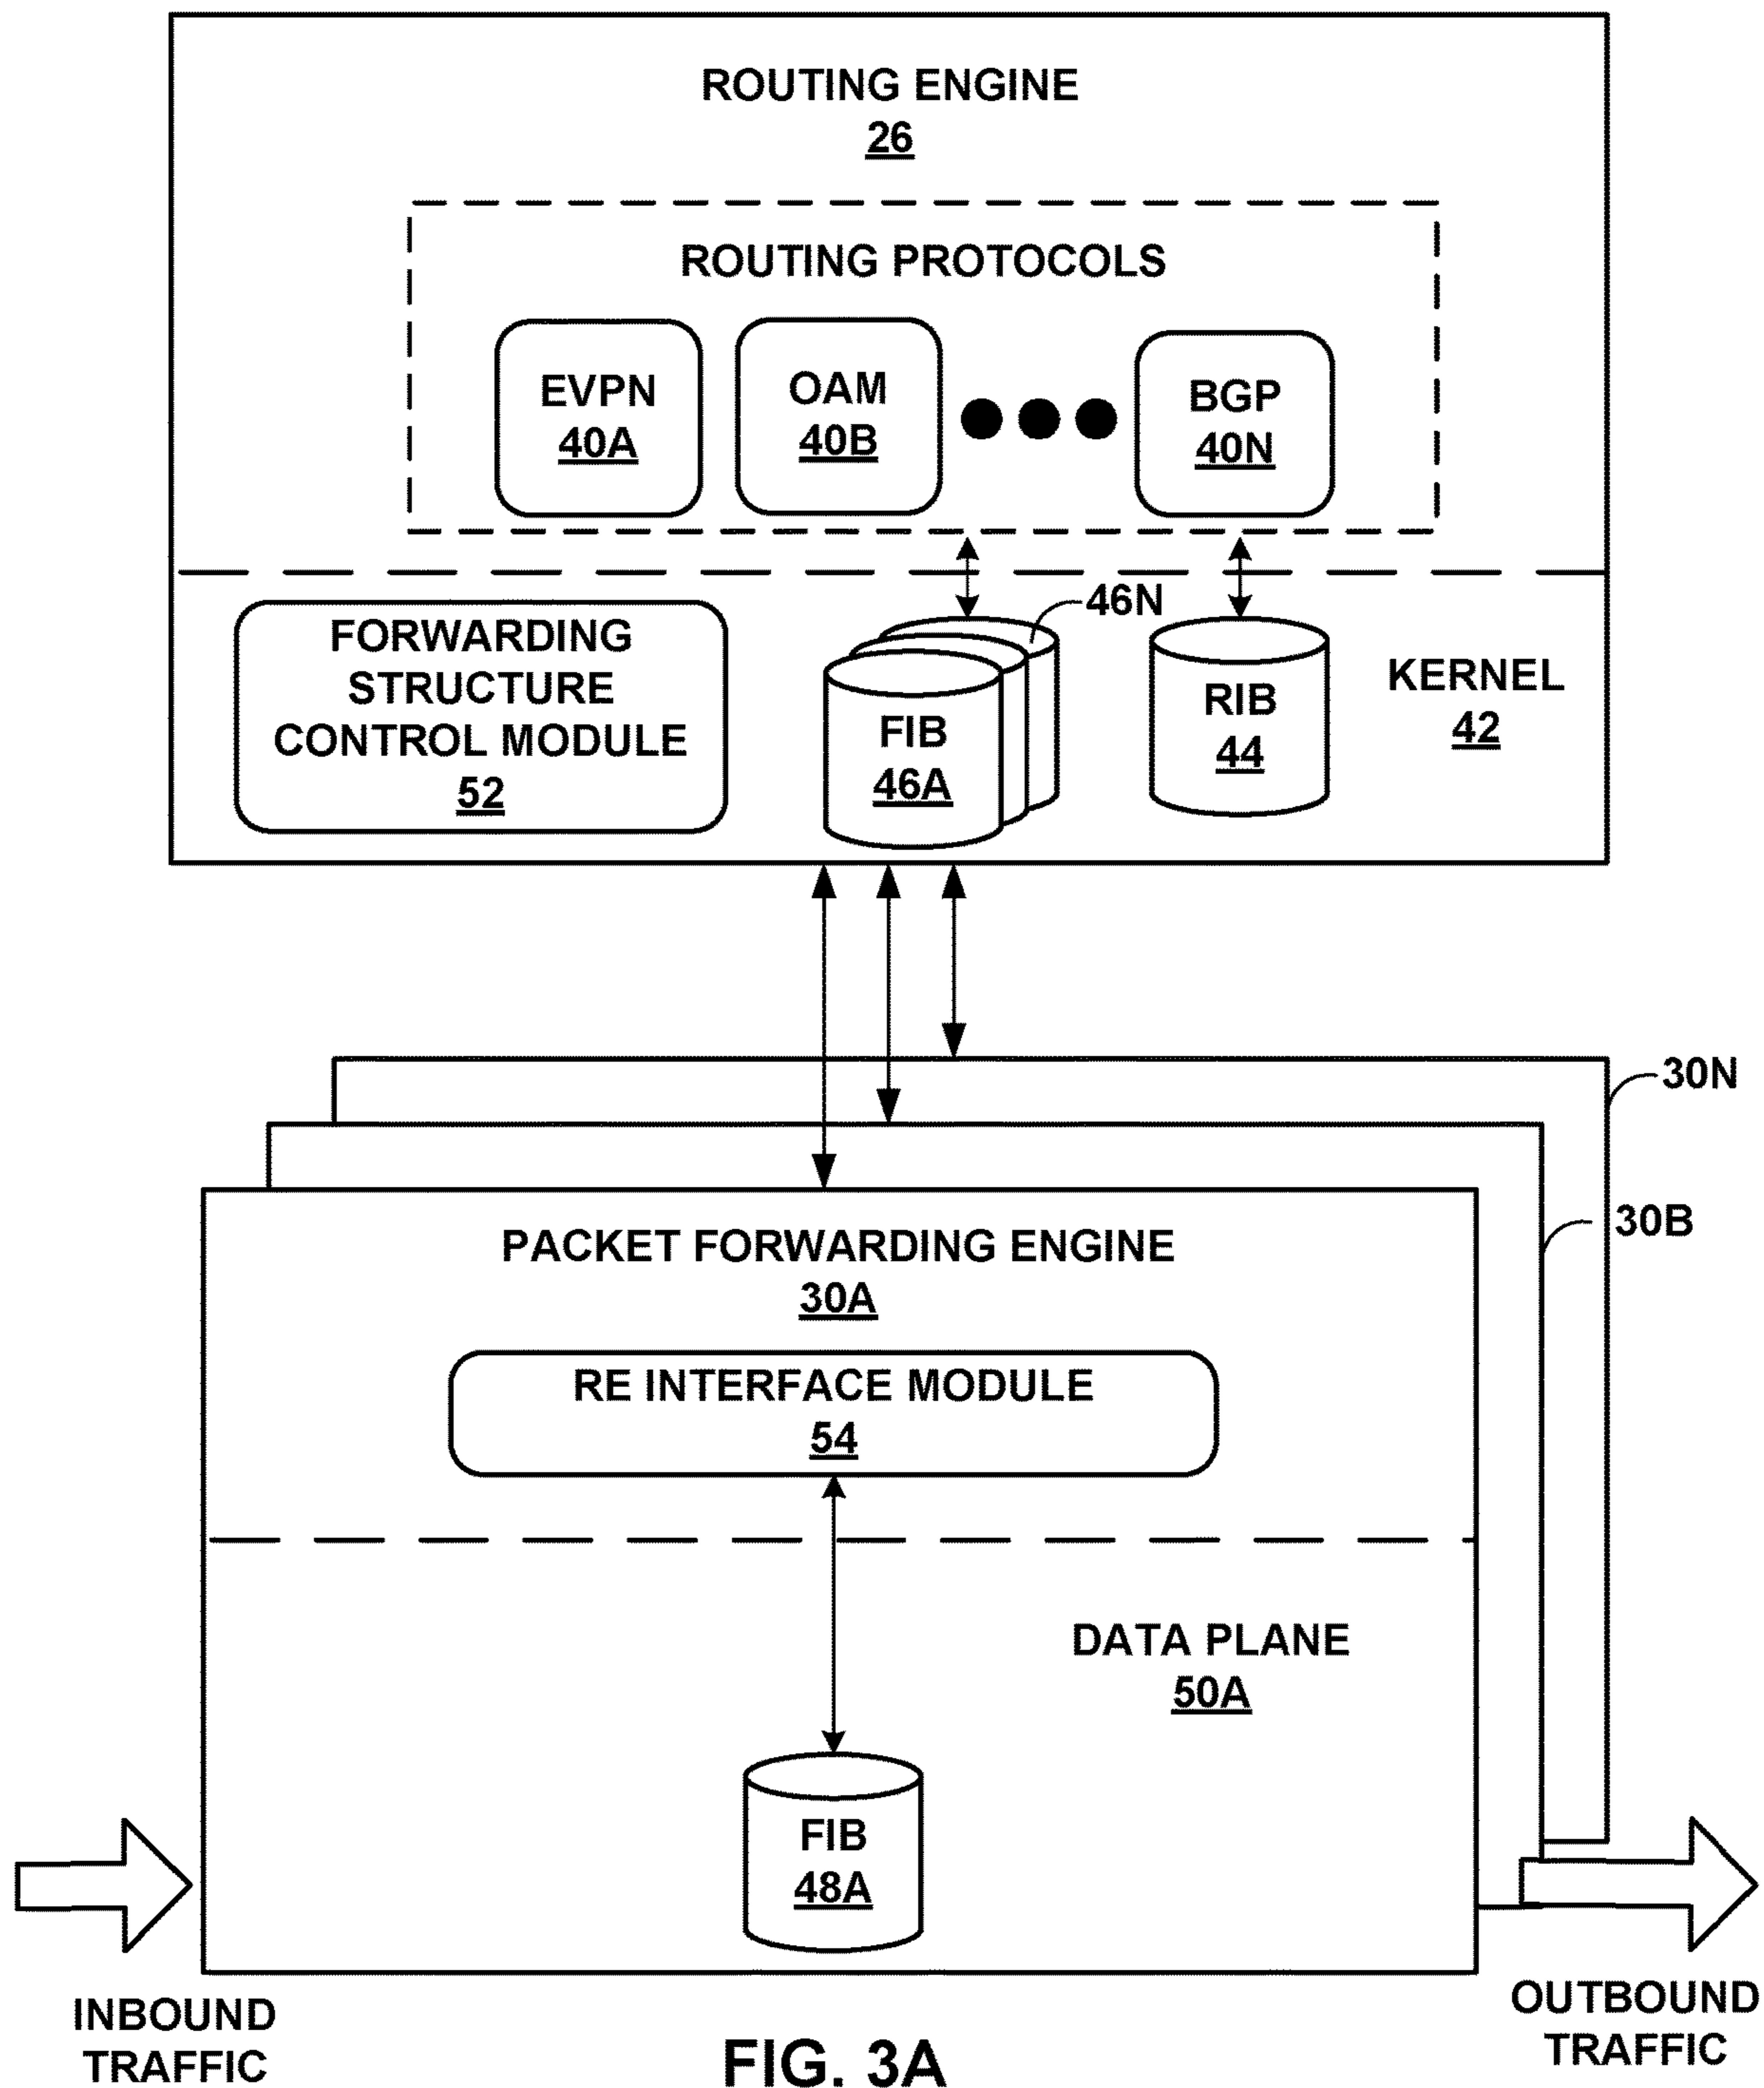 ROUTING ENGINE
26
ROUTING PROTOCOLS
EVPN
40A
OAM
40B
BGP
40N
FORWARDING
STRUCTURE
CONTROL MODULE
52
46N
FIB
46A
RIB
44
KERNEL
42
30N
30B
PACKET FORWARDING ENGINE
30A
RE INTERFACE MODULE
54
DATA PLANE
50A
FIB
48A
INBOUND
TRAFFIC
OUTBOUND
TRAFFIC
FIG. 3A